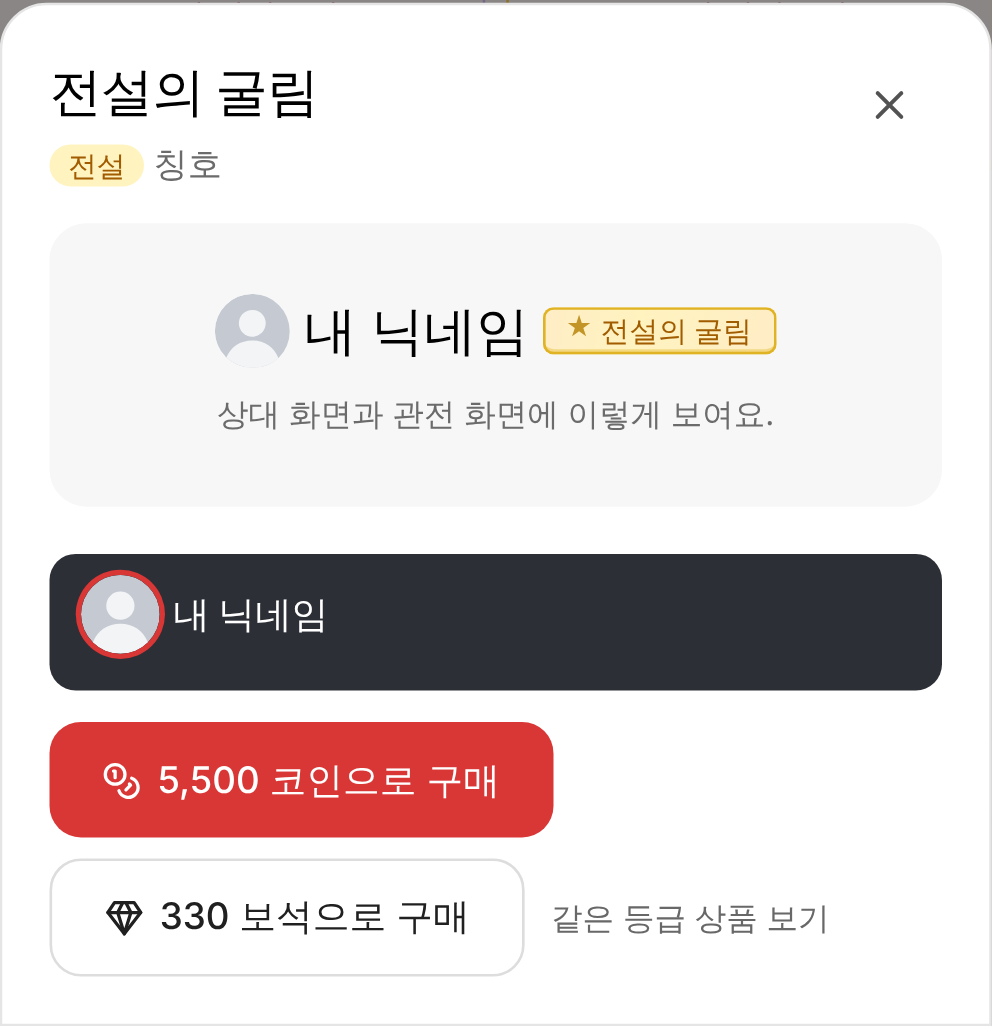 전설의 굴림
전설 칭호
내 닉네임 ★ 전설의 굴림
상대 화면과 관전 화면에 이렇게 보여요.
내 닉네임
5,500 코인으로 구매
330 보석으로 구매
같은 등급 상품 보기